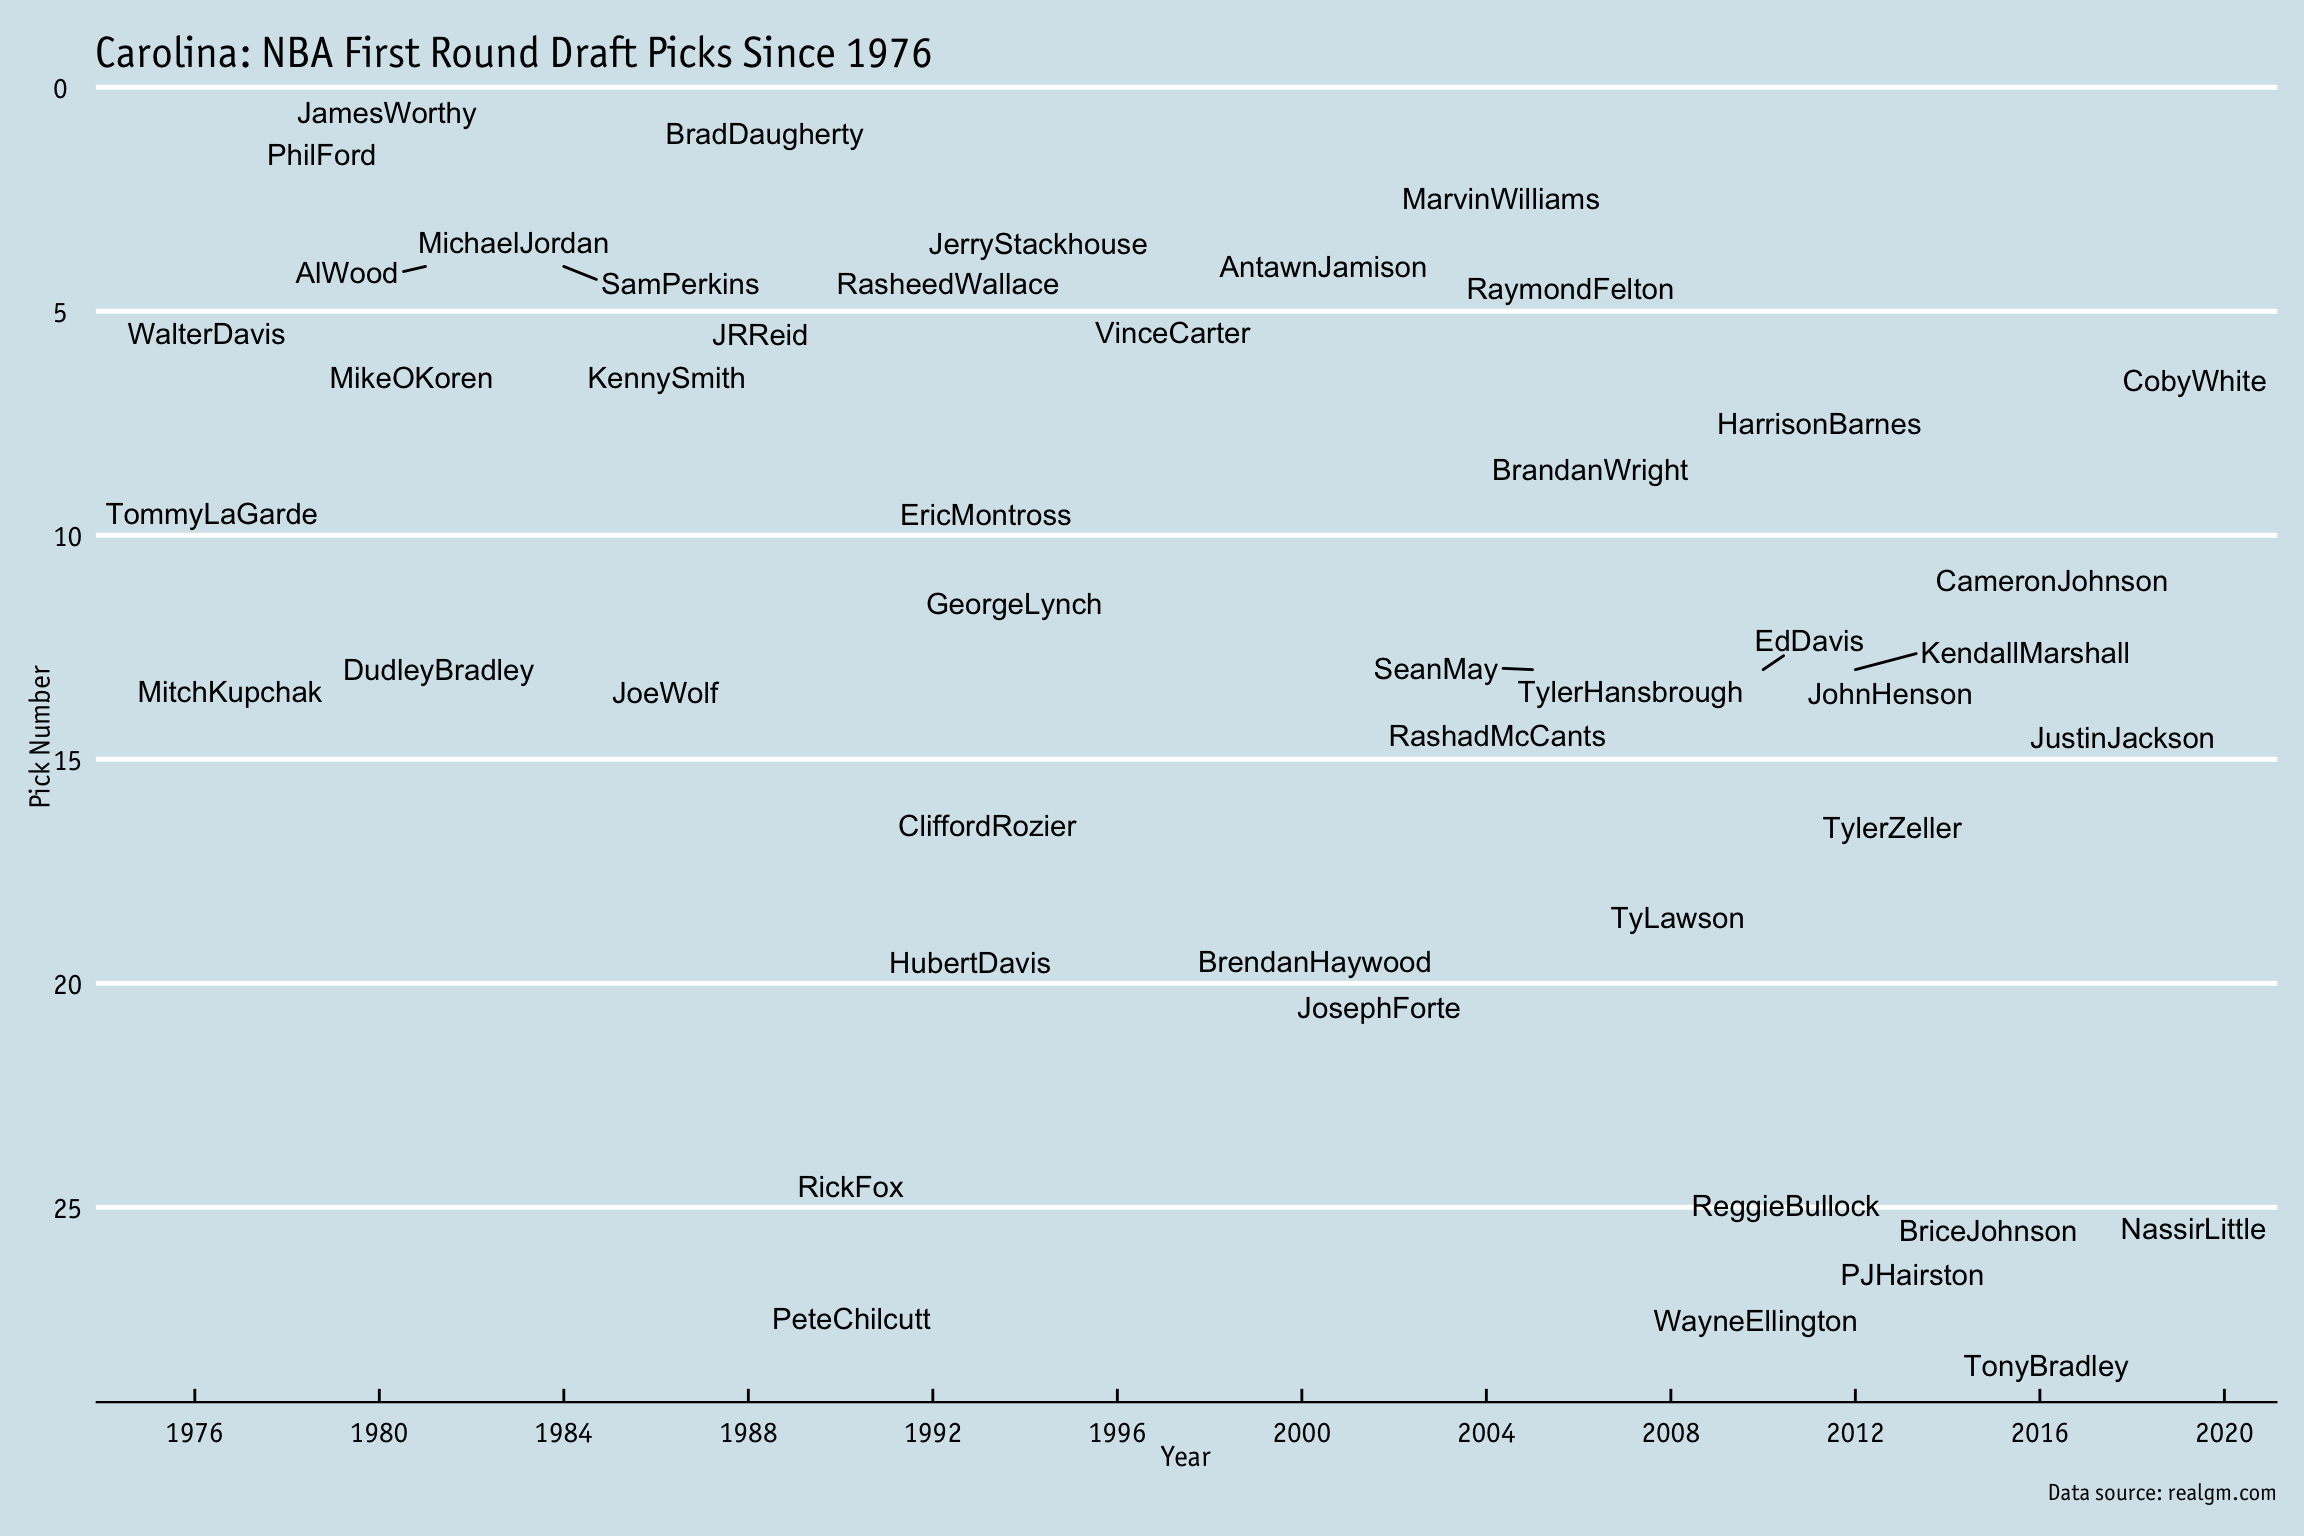 Carolina: NBA First Round Draft Picks Since 1976
0
JamesWorthy
BradDaugherty
PhilFord
MarvinWilliams
MichaelJordan
JerryStackhouse
AlWood
AntawnJamison
SamPerkins
RasheedWallace
RaymondFelton
5
WalterDavis
JRReid
VinceCarter
MikeOKoren
KennySmith
CobyWhite
HarrisonBarnes
BrandanWright
TommyLaGarde
EricMontross
10
CameronJohnson
GeorgeLynch
EdDavis
KendallMarshall
SeanMay
DudleyBradley
MitchKupchak
JoeWolf
TylerHansbrough
JohnHenson
RashadMcCants
JustinJackson
Pick Number
15
CliffordRozier
TylerZeller
TyLawson
HubertDavis
BrendanHaywood
20
JosephForte
RickFox
25
ReggieBullock
BriceJohnson
NassirLittle
PJHairston
PeteChilcutt
WayneEllington
TonyBradley
1976 1980 1984 1988 1992 1996 2000 2004 2008 2012 2016 2020
Year
Data source: realgm.com